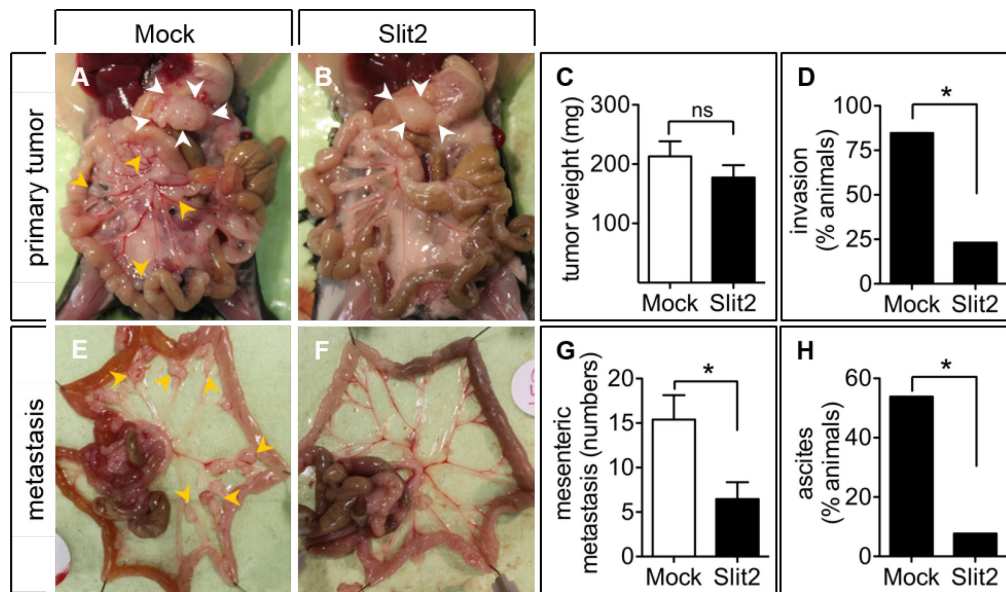 Mock
Slit2
primary tumor
A
B
C
tumor weight (mg)
300
200
100
ns
Mock
Slit2
D
invasion
(% animals)
100
75
50
25
0
*
Mock
Slit2
metastasis
E
F
G
mesenteric
metastasis (numbers)
20
15
10
5
0
*
Mock
Slit2
H
ascites
(% animals)
60
40
20
0
*
Mock
Slit2